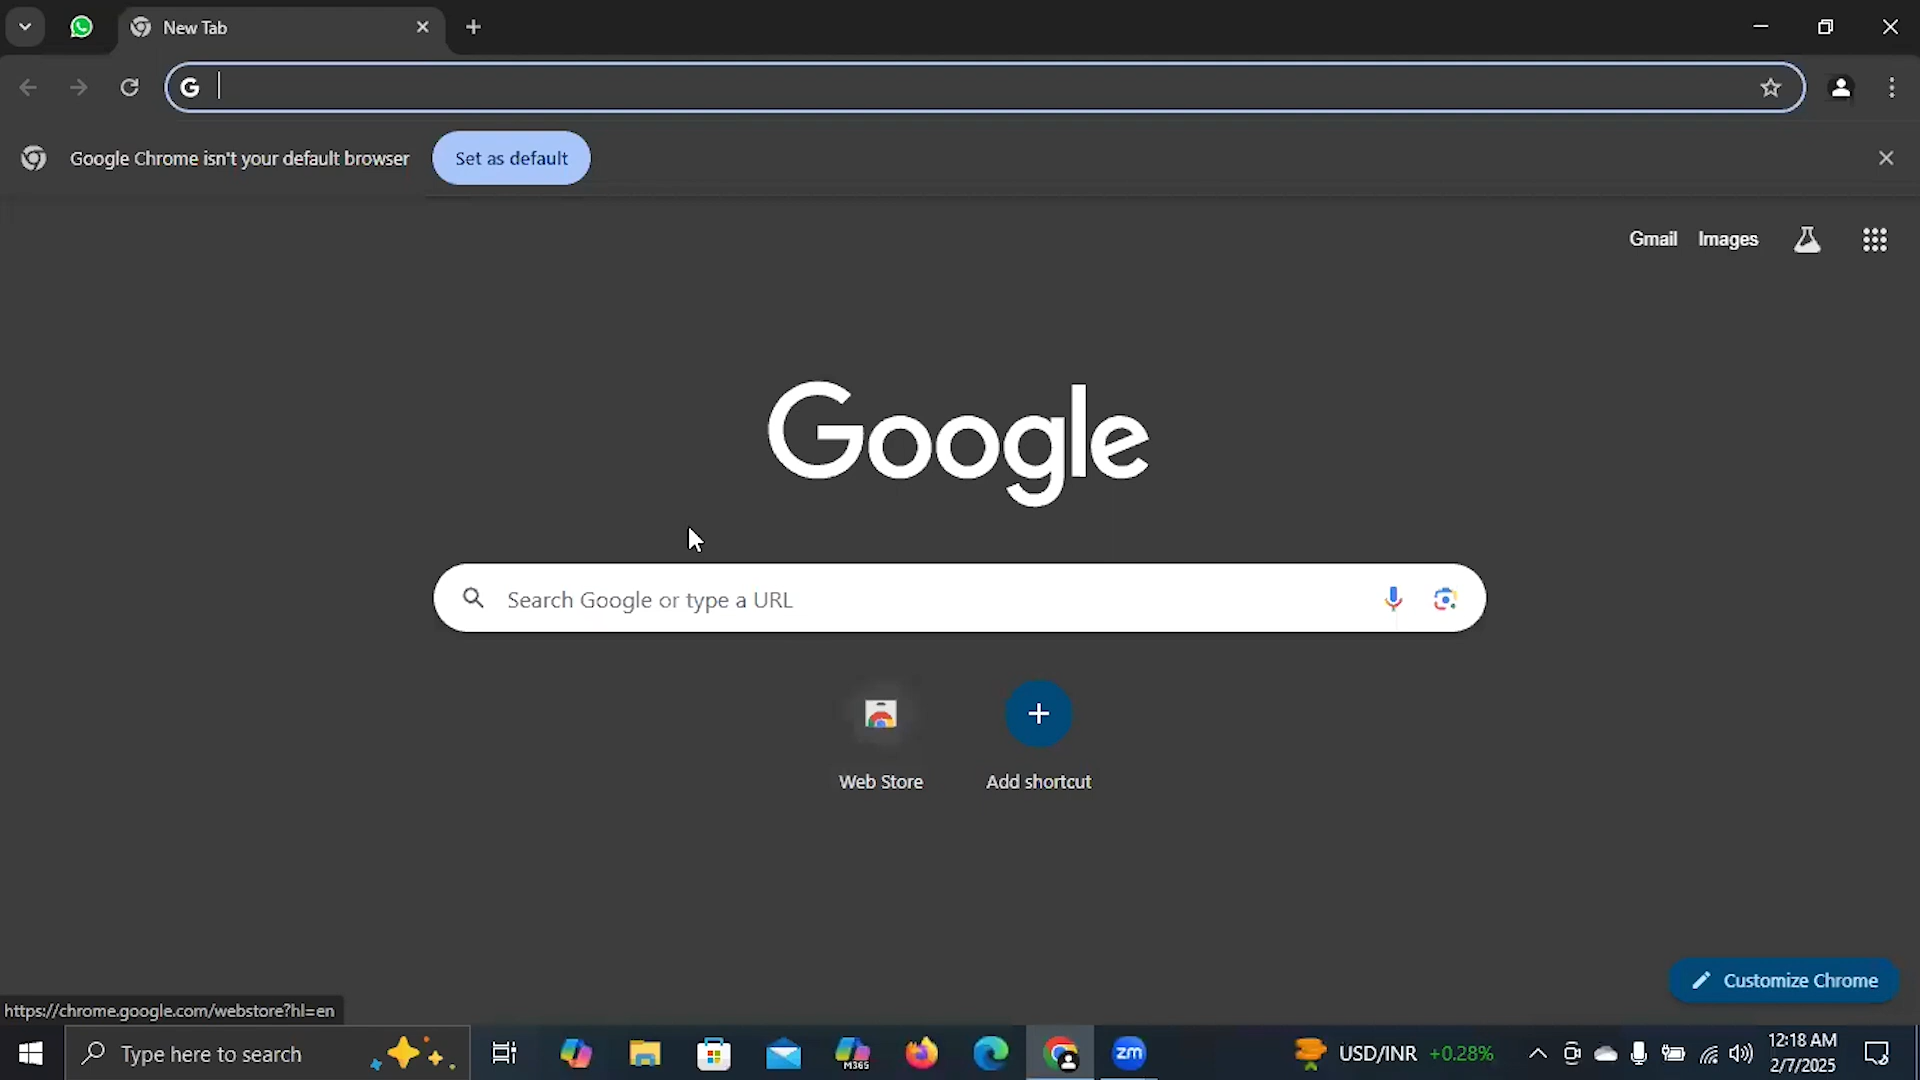 New Tab
Google Chrome isn't your default browser
Set as default
Gmail
Images
Google
Search Google or type a URL
Web Store
Add shortcut
Customize Chrome
https://chrome.google.com/webstore?hl=en
Type here to search
M365
zm
USD/INR +0.28%
12:18 AM
2/7/2025